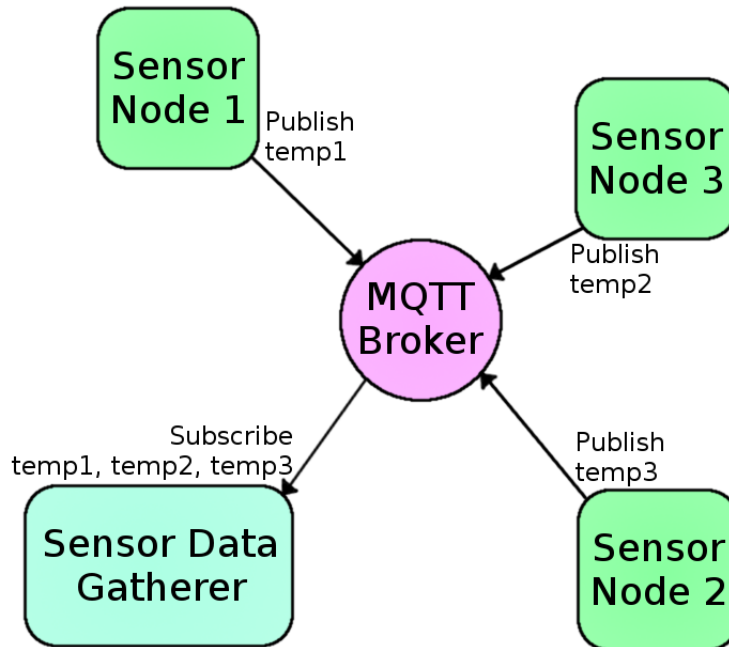 Sensor
Node 1
Publish
temp1
Sensor
Node 3
Publish
temp2
MQTT
Broker
Subscribe
temp1, temp2, temp3
Publish
temp3
Sensor Data
Gatherer
Sensor
Node 2